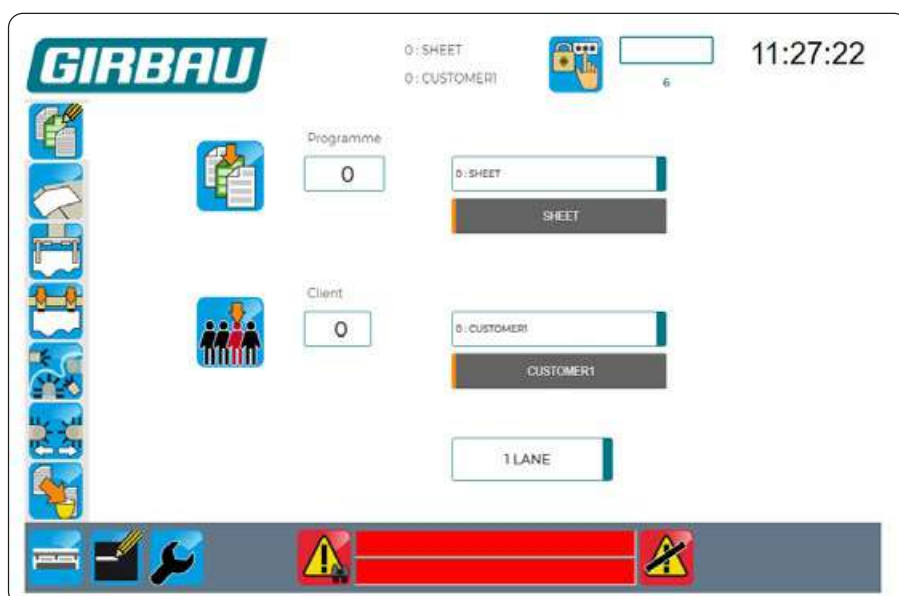 GIRBAU
0 : SHEET
0 : CUSTOMER1
6
11:27:22
Programme
0
0 : SHEET
SHEET
Client
0
0 : CUSTOMER1
CUSTOMER1
1 LANE